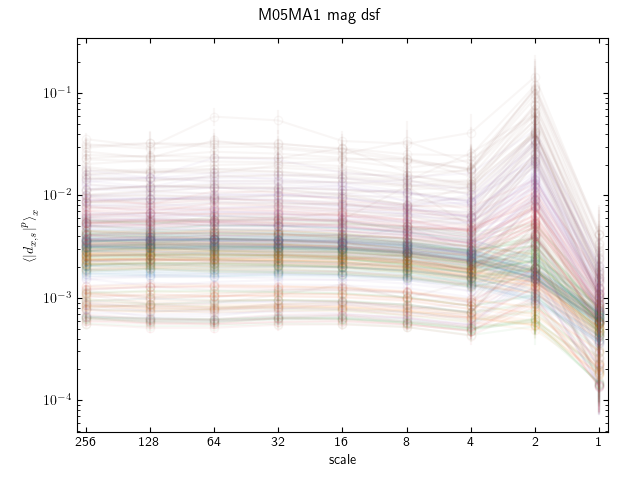 M05MA1 mag dsf
⟨|d_{x,s}|^p⟩_x
10^{-1}
10^{-2}
10^{-3}
10^{-4}
256 128 64 32 16 8 4 2 1
scale